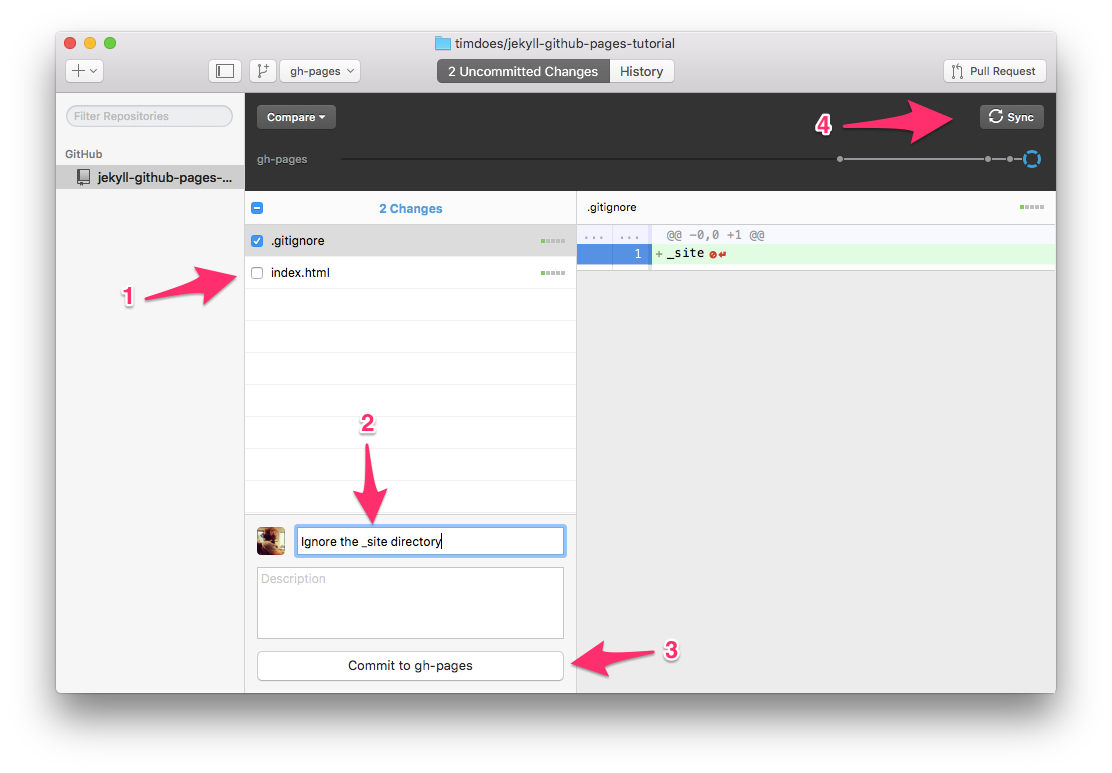 timdoes/jekyll-github-pages-tutorial
gh-pages
2 Uncommitted Changes
History
Pull Request
Filter Repositories
Compare
4
Sync
GitHub
gh-pages
jekyll-github-pages-...
2 Changes
.gitignore
.gitignore
... ... @@ -0,0 +1 @@
1 +_site
index.html
1
2
Ignore the _site directory
Description
3
Commit to gh-pages